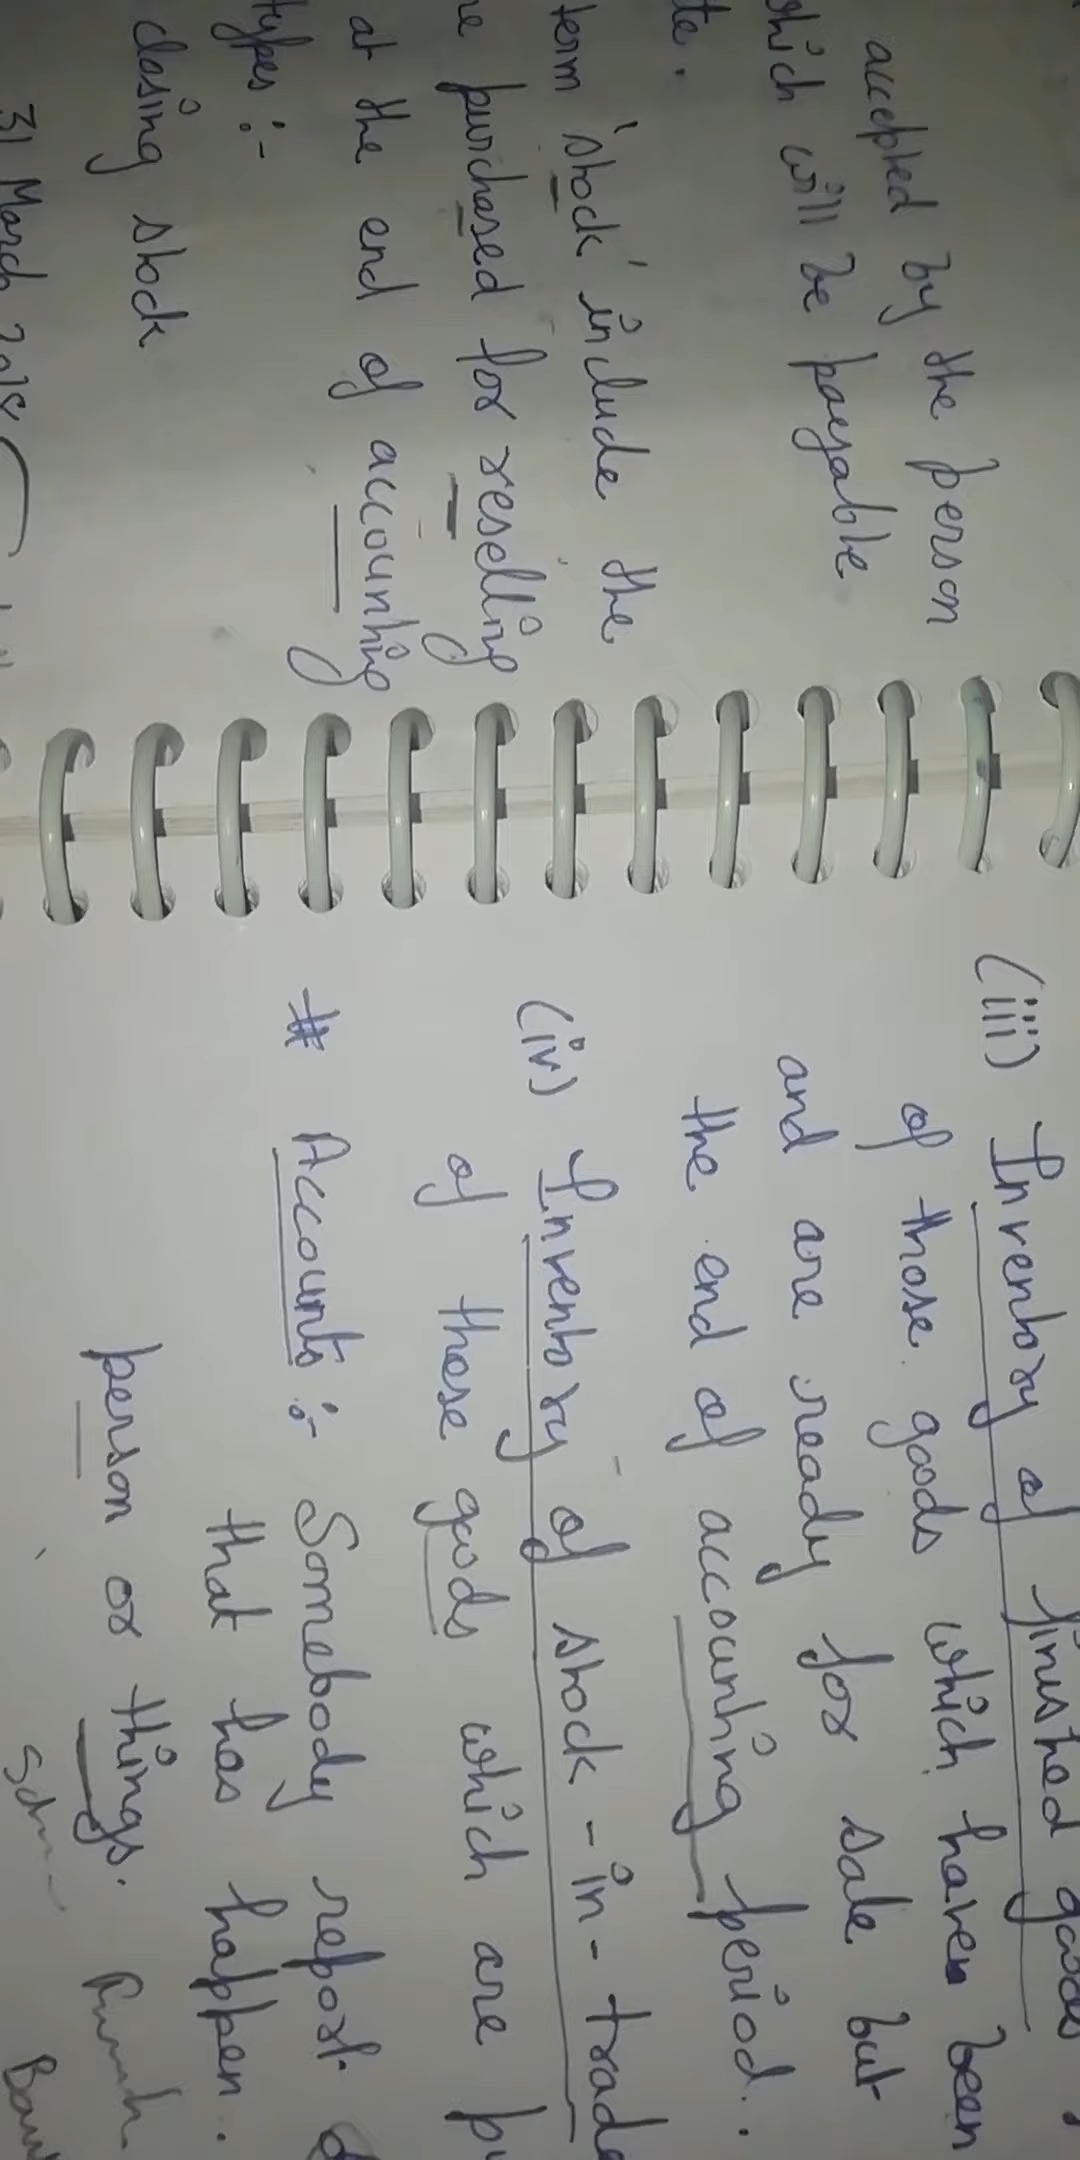 accepted by the person
which will be payable
term 'stock' include the
purchased for reselling
at the end of accounting
types :-
closing stock
31 March 2018
(iii) Inventory of finished goods
of those goods which have been
and are ready for sale but
the end of accounting period.
(iv) Inventory of stock-in-trade
of those goods which are
# Accounts :- Somebody report
that has happen.
person or things.